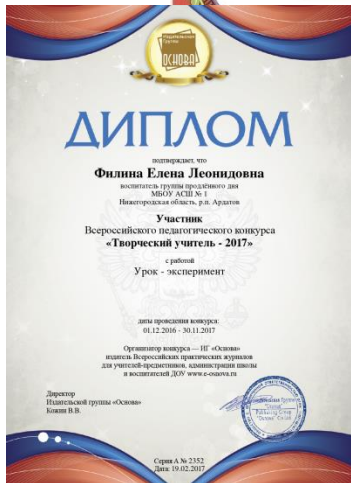 Издательская
Группа
ОСНОВА
ДИПЛОМ
подтверждает, что
Филина Елена Леонидовна
воспитатель группы продлённого дня
МБОУ АСШ № 1
Нижегородская область, р.п. Ардатов
Участник
Всероссийского педагогического конкурса
«Творческий учитель - 2017»
с работой
Урок - эксперимент
даты проведения конкурса:
01.12.2016 - 30.11.2017
Организатор конкурса — ИГ «Основа»
издатель Всероссийских практических журналов
для учителей-предметников, администрации школы
и воспитателей ДОУ www.e-osnova.ru
Директор
Издательской группы «Основа»
Кожин В.В.
Серия А № 2352
Дата: 19.02.2017